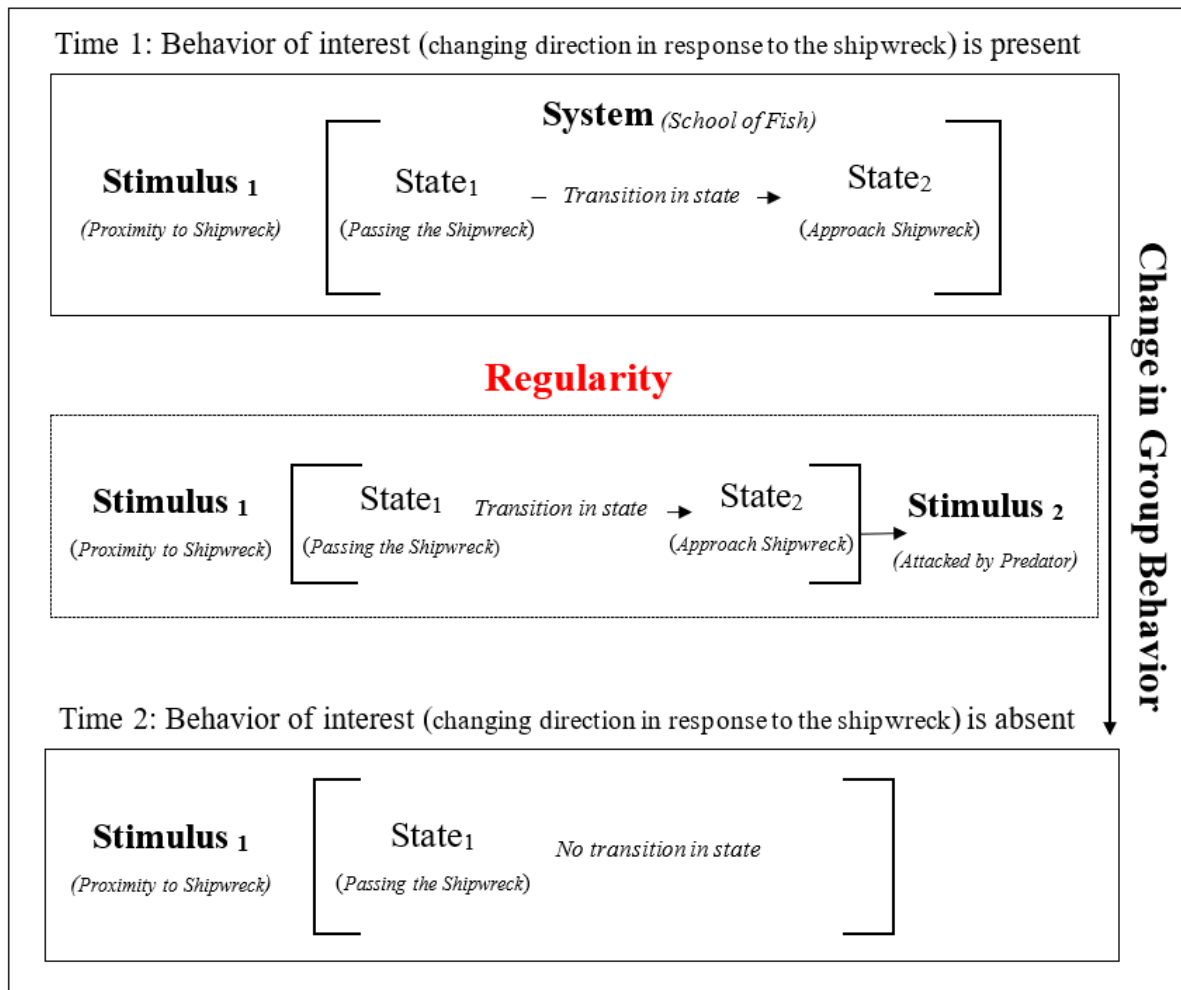 Time 1: Behavior of interest (changing direction in response to the shipwreck) is present
System (School of Fish)
Stimulus 1 State1 – Transition in state State2
(Proximity to Shipwreck) (Passing the Shipwreck) (Approach Shipwreck)
Change in Group Behavior
Regularity
Stimulus 1 State1 Transition in state State2 Stimulus 2
(Proximity to Shipwreck) (Passing the Shipwreck) (Approach Shipwreck) (Attacked by Predator)
Time 2: Behavior of interest (changing direction in response to the shipwreck) is absent
Stimulus 1 State1 No transition in state
(Proximity to Shipwreck) (Passing the Shipwreck)